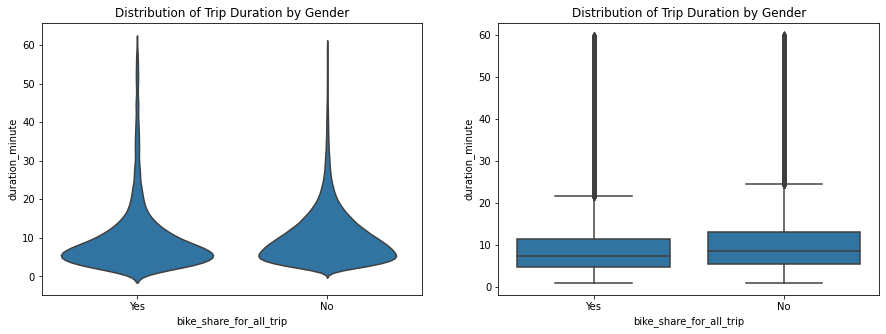 Distribution of Trip Duration by Gender
60
50
40
30
20
10
0
duration_minute
Yes
No
bike_share_for_all_trip
Distribution of Trip Duration by Gender
60
50
40
30
20
10
0
duration_minute
Yes
No
bike_share_for_all_trip